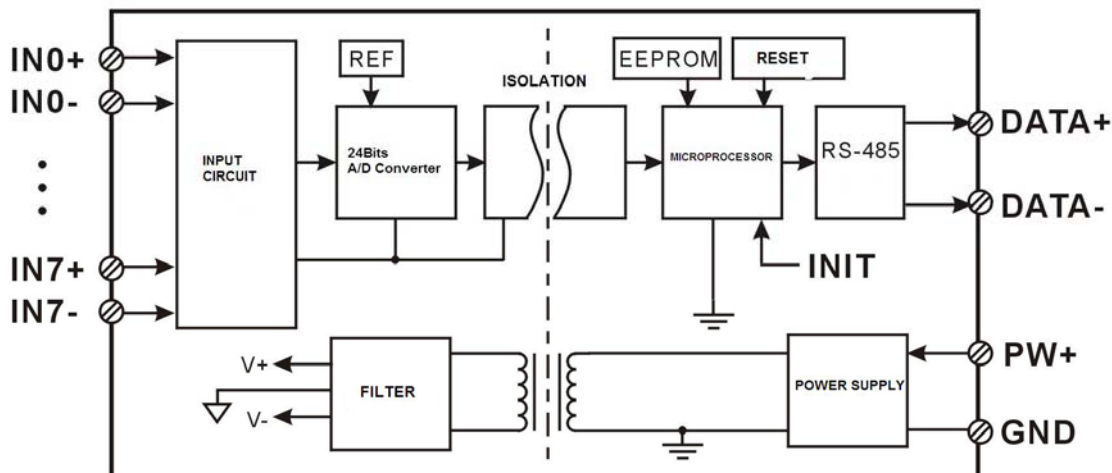 IN0+
IN0-
IN7+
IN7-
INPUT
CIRCUIT
REF
24Bits
A/D Converter
ISOLATION
EEPROM
RESET
MICROPROCESSOR
RS-485
INIT
DATA+
DATA-
V+
V-
FILTER
POWER SUPPLY
PW+
GND